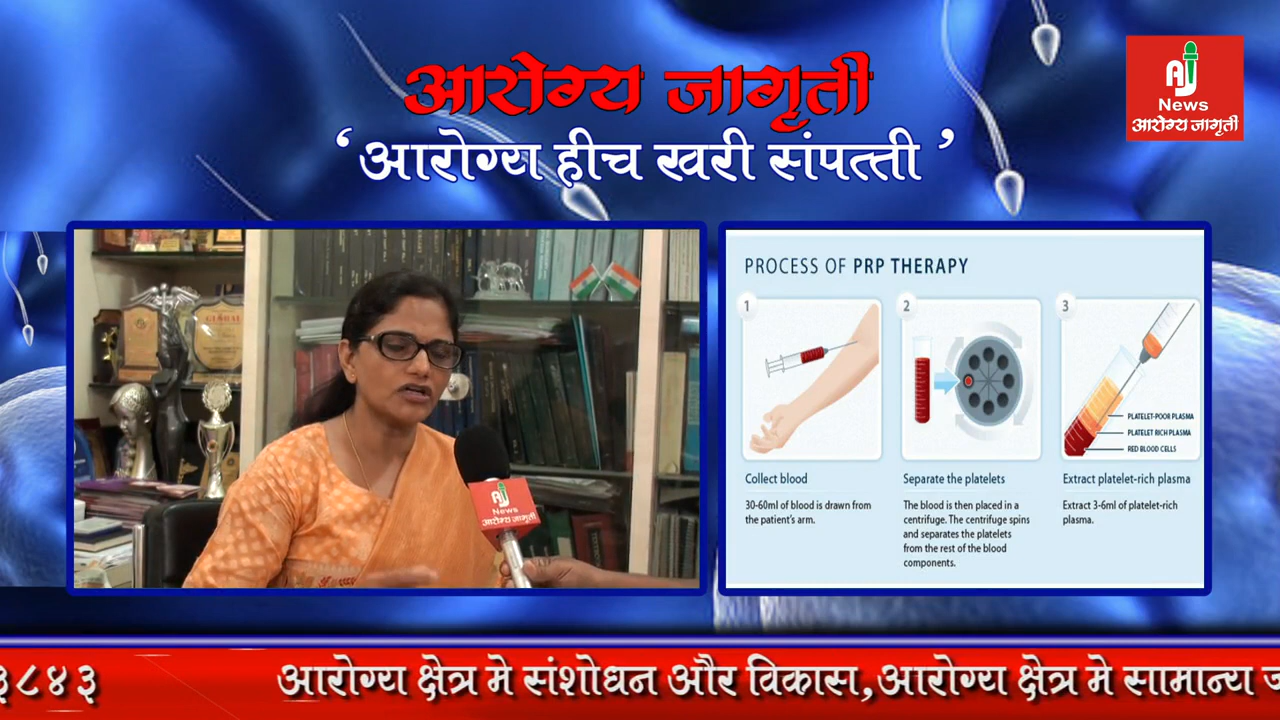 आरोग्य जागृती
‘आरोग्य हीच खरी संपत्ती ’
AJ
News
आरोग्य जागृती
GLOBAL
AJ
News
आरोग्य जागृती
PROCESS OF PRP THERAPY
1
2
3
PLATELET-POOR PLASMA
PLATELET RICH PLASMA
RED BLOOD CELLS
Collect blood
30-60ml of blood is drawn from
the patient's arm.
Separate the platelets
The blood is then placed in a
centrifuge. The centrifuge spins
and separates the platelets
from the rest of the blood
components.
Extract platelet-rich plasma
Extract 3-6ml of platelet-rich
plasma.
३८४३ आरोग्य क्षेत्र मे संशोधन और विकास,आरोग्य क्षेत्र मे सामान्य